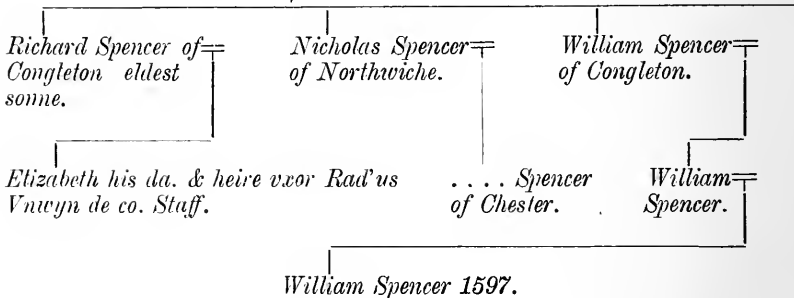 Richard Spencer of
Congleton eldest
sonne.
Nicholas Spencer
of Northwiche.
William Spencer
of Congleton.
Elizabeth his da. & heire vxor Rad'us
Vnwyn de co. Staff.
.... Spencer
of Chester.
William
Spencer.
William Spencer 1597.